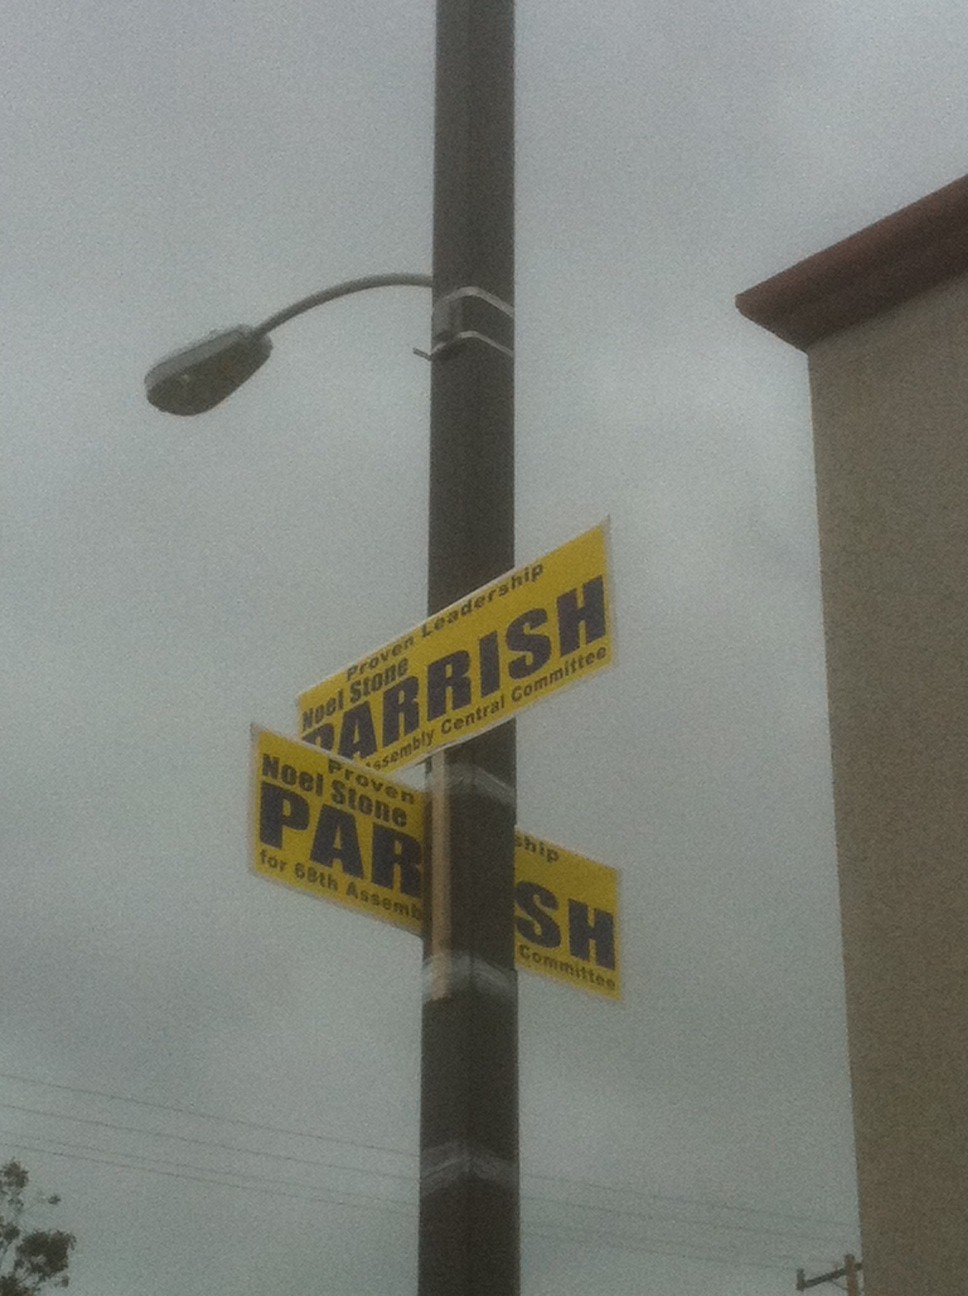 Proven Leadership
Noel Stone
PARRISH
Assembly Central Committee
Proven ship
Noel Stone
PAR SH
for 68th Assemb Committee